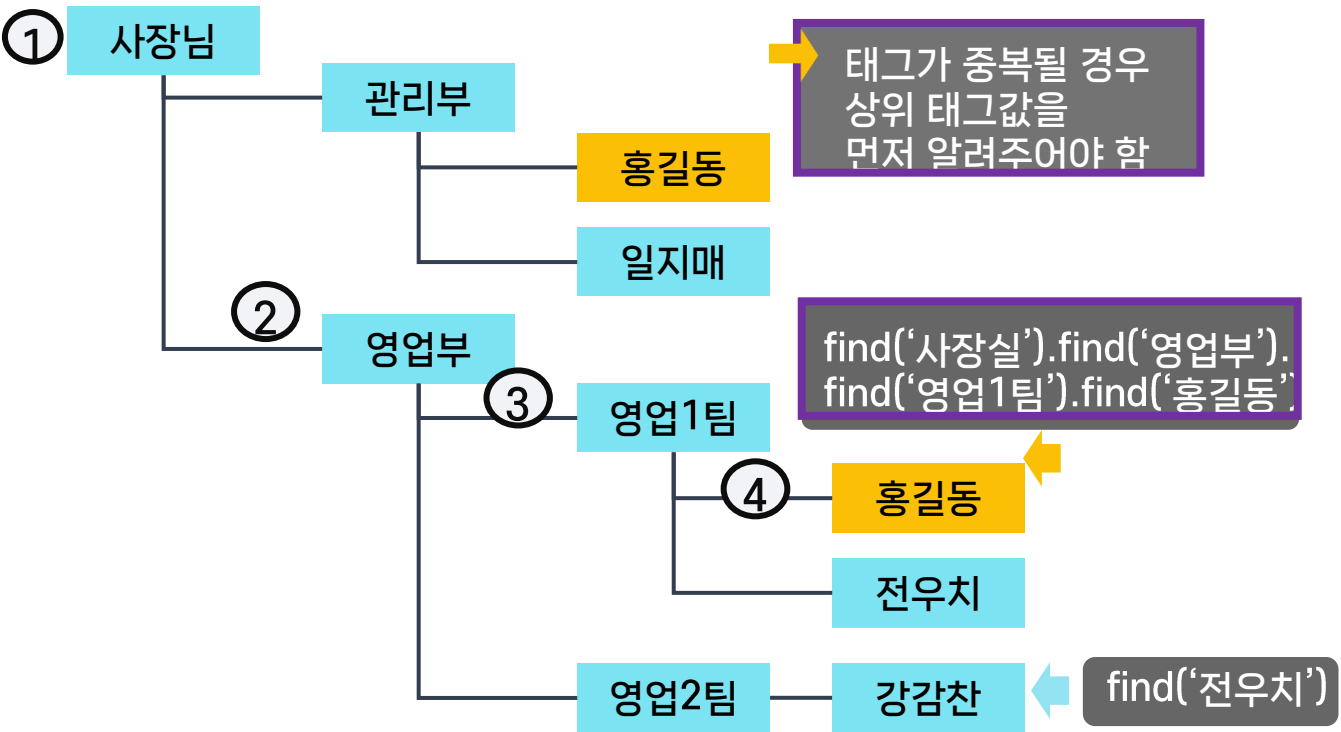 1
사장님
관리부
태그가 중복될 경우
상위 태그값을
먼저 알려주어야 함
홍길동
일지매
2
영업부
find(‘사장실’).find(‘영업부’).
find(‘영업1팀’).find(‘홍길동’)
3
영업1팀
4
홍길동
전우치
영업2팀
강감찬
find(‘전우치’)